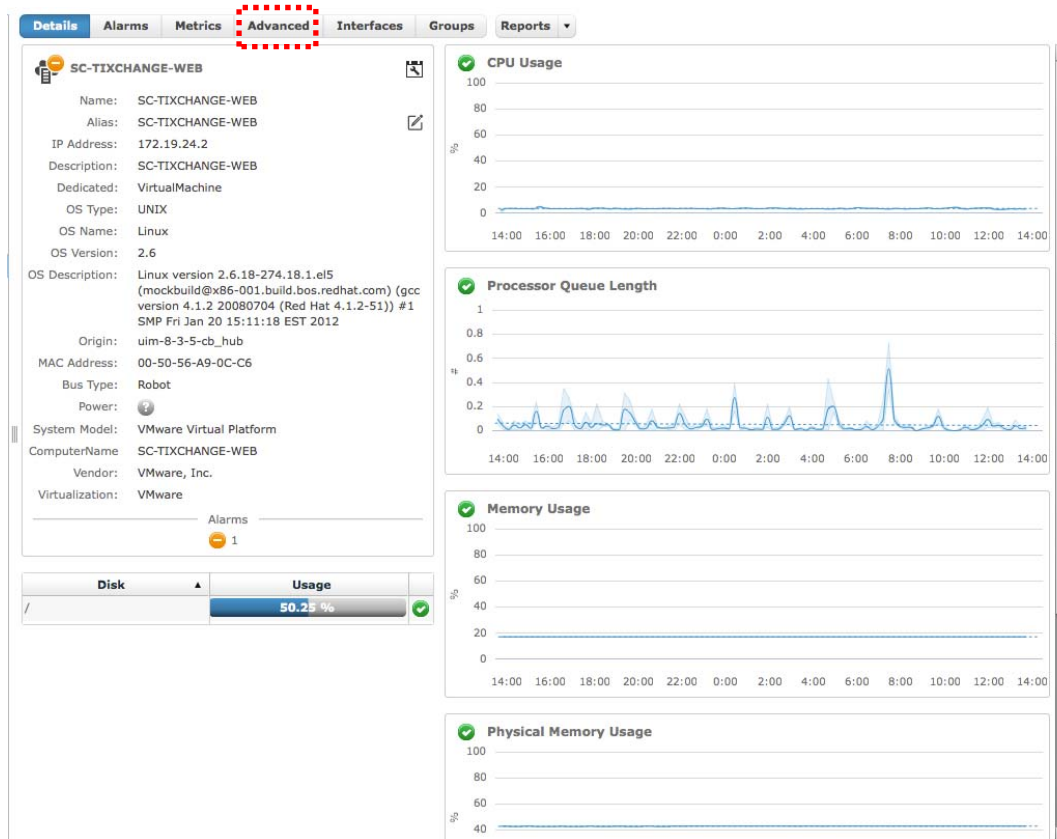 Details Alarms Metrics Advanced Interfaces Groups Reports
SC-TIXCHANGE-WEB
Name: SC-TIXCHANGE-WEB
Alias: SC-TIXCHANGE-WEB
IP Address: 172.19.24.2
Description: SC-TIXCHANGE-WEB
Dedicated: VirtualMachine
OS Type: UNIX
OS Name: Linux
OS Version: 2.6
OS Description: Linux version 2.6.18-274.18.1.el5
(mockbuild@x86-001.build.bos.redhat.com) (gcc
version 4.1.2 20080704 (Red Hat 4.1.2-51)) #1
SMP Fri Jan 20 15:11:18 EST 2012
Origin: uim-8-3-5-cb_hub
MAC Address: 00-50-56-A9-0C-C6
Bus Type: Robot
Power: ?
System Model: VMware Virtual Platform
ComputerName SC-TIXCHANGE-WEB
Vendor: VMware, Inc.
Virtualization: VMware
Alarms
1
Disk Usage
/ 50.25 %
CPU Usage
100
80
60
%
40
20
0
14:00 16:00 18:00 20:00 22:00 0:00 2:00 4:00 6:00 8:00 10:00 12:00 14:00
Processor Queue Length
1
0.8
0.6
#
0.4
0.2
0
14:00 16:00 18:00 20:00 22:00 0:00 2:00 4:00 6:00 8:00 10:00 12:00 14:00
Memory Usage
100
80
60
%
40
20
0
14:00 16:00 18:00 20:00 22:00 0:00 2:00 4:00 6:00 8:00 10:00 12:00 14:00
Physical Memory Usage
100
80
60
%
40